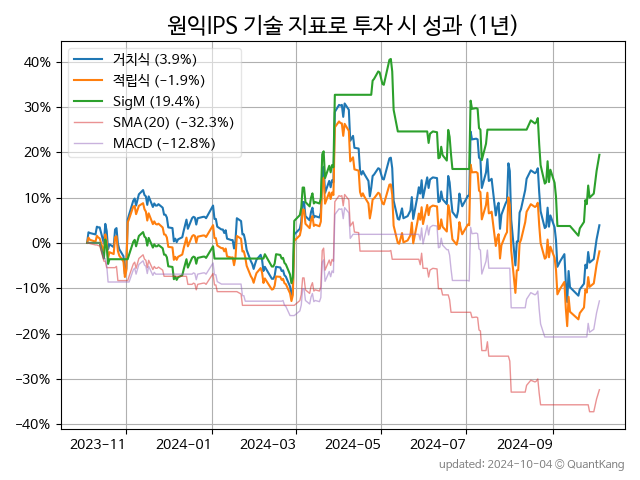 원익IPS 기술 지표로 투자 시 성과 (1년)
거치식 (3.9%)
적립식 (−1.9%)
SigM (19.4%)
SMA(20) (−32.3%)
MACD (−12.8%)
40%
30%
20%
10%
0%
−10%
−20%
−30%
−40%
2023-11 2024-01 2024-03 2024-05 2024-07 2024-09
updated: 2024-10-04 © QuantKang